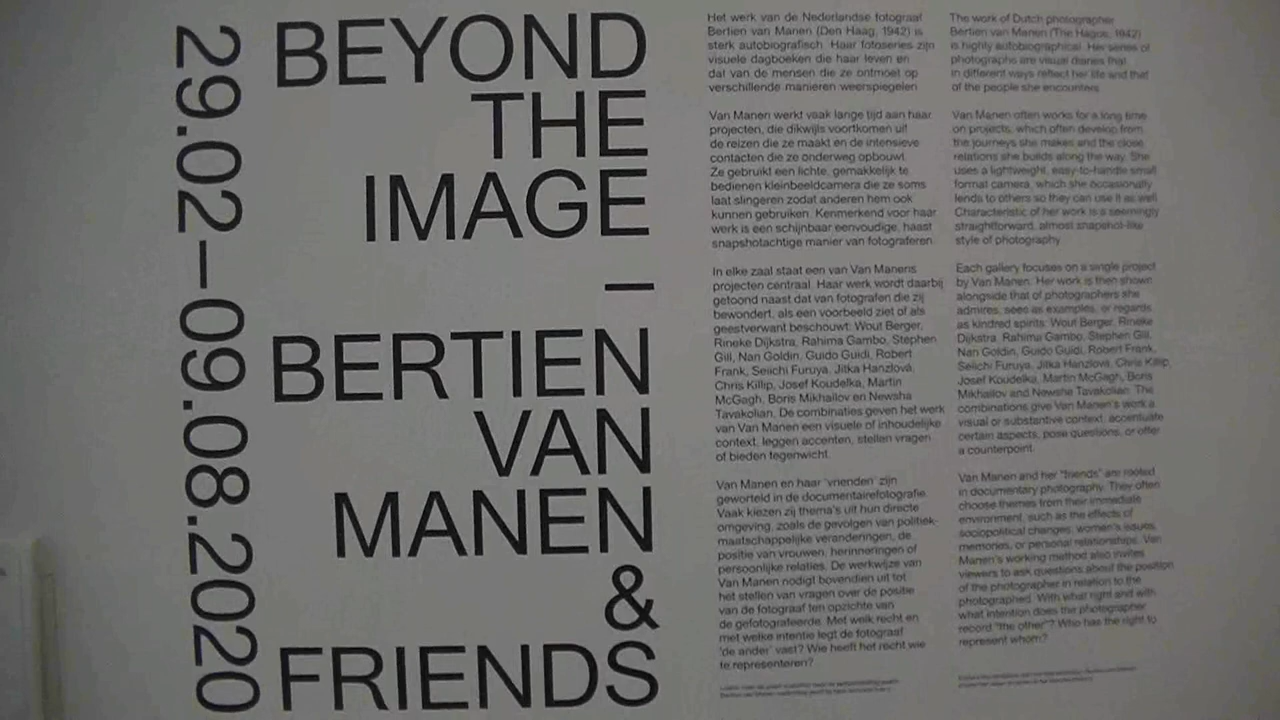 29.02–09.08.2020
BEYOND
THE
IMAGE
–
BERTIEN
VAN
MANEN
&
FRIENDS
Het werk van de Nederlandse fotograaf
Bertien van Manen (Den Haag, 1942) is
sterk autobiografisch. Haar fotoseries zijn
visuele dagboeken die haar leven en
dat van de mensen die ze ontmoet op
verschillende manieren weerspiegelen.
Van Manen werkt vaak lange tijd aan haar
projecten, die dikwijls voortkomen uit
de reizen die ze maakt en de intensieve
contacten die ze onderweg opbouwt.
Ze gebruikt een lichte, gemakkelijk te
bedienen kleinbeeldcamera die ze soms
laat slingeren zodat anderen hem ook
kunnen gebruiken. Kenmerkend voor haar
werk is een schijnbaar eenvoudige, haast
snapshotachtige manier van fotograferen.
In elke zaal staat een van Van Manens
projecten centraal. Haar werk wordt daarbij
getoond naast dat van fotografen die zij
bewondert, als een voorbeeld ziet of als
geestverwant beschouwt: Wout Berger,
Rineke Dijkstra, Rahima Gambo, Stephen
Gill, Nan Goldin, Guido Guidi, Robert
Frank, Seiichi Furuya, Jitka Hanzlová,
Chris Killip, Josef Koudelka, Martin
McGagh, Boris Mikhailov en Newsha
Tavakolian. De combinaties geven het werk
van Van Manen een visuele of inhoudelijke
context, leggen accenten, stellen vragen
of bieden tegenwicht.
Van Manen en haar 'vrienden' zijn
geworteld in de documentairefotografie.
Vaak kiezen zij thema's uit hun directe
omgeving, zoals de gevolgen van politiek-
maatschappelijke veranderingen, de
positie van vrouwen, herinneringen of
persoonlijke relaties. De werkwijze van
Van Manen nodigt bovendien uit tot
het stellen van vragen over de positie
van de fotograaf ten opzichte van
de gefotografeerde. Met welk recht en
met welke intentie legt de fotograaf
'de ander' vast? Wie heeft het recht wie
te representeren?
The work of Dutch photographer
Bertien van Manen (The Hague, 1942)
is highly autobiographical. Her series of
photographs are visual diaries that
in different ways reflect her life and that
of the people she encounters.
Van Manen often works for a long time
on projects, which often develop from
the journeys she makes and the close
relations she builds along the way. She
uses a lightweight, easy-to-handle small
format camera, which she occasionally
lends to others so they can use it as well.
Characteristic of her work is a seemingly
straightforward, almost snapshot-like
style of photography.
Each gallery focuses on a single project
by Van Manen. Her work is then shown
alongside that of photographers she
admires, sees as examples, or regards
as kindred spirits: Wout Berger, Rineke
Dijkstra, Rahima Gambo, Stephen Gill,
Nan Goldin, Guido Guidi, Robert Frank,
Seiichi Furuya, Jitka Hanzlová, Chris Killip,
Josef Koudelka, Martin McGagh, Boris
Mikhailov and Newsha Tavakolian. The
combinations give Van Manen's work a
visual or substantive context, accentuate
certain aspects, pose questions, or offer
a counterpoint.
Van Manen and her "friends" are rooted
in documentary photography. They often
choose themes from their immediate
environment, such as the effects of
sociopolitical changes, women's issues,
memories, or personal relationships. Van
Manen's working method also invites
viewers to ask questions about the position
of the photographer in relation to the
photographed. With what right and with
what intention does the photographer
record "the other"? Who has the right to
represent whom?